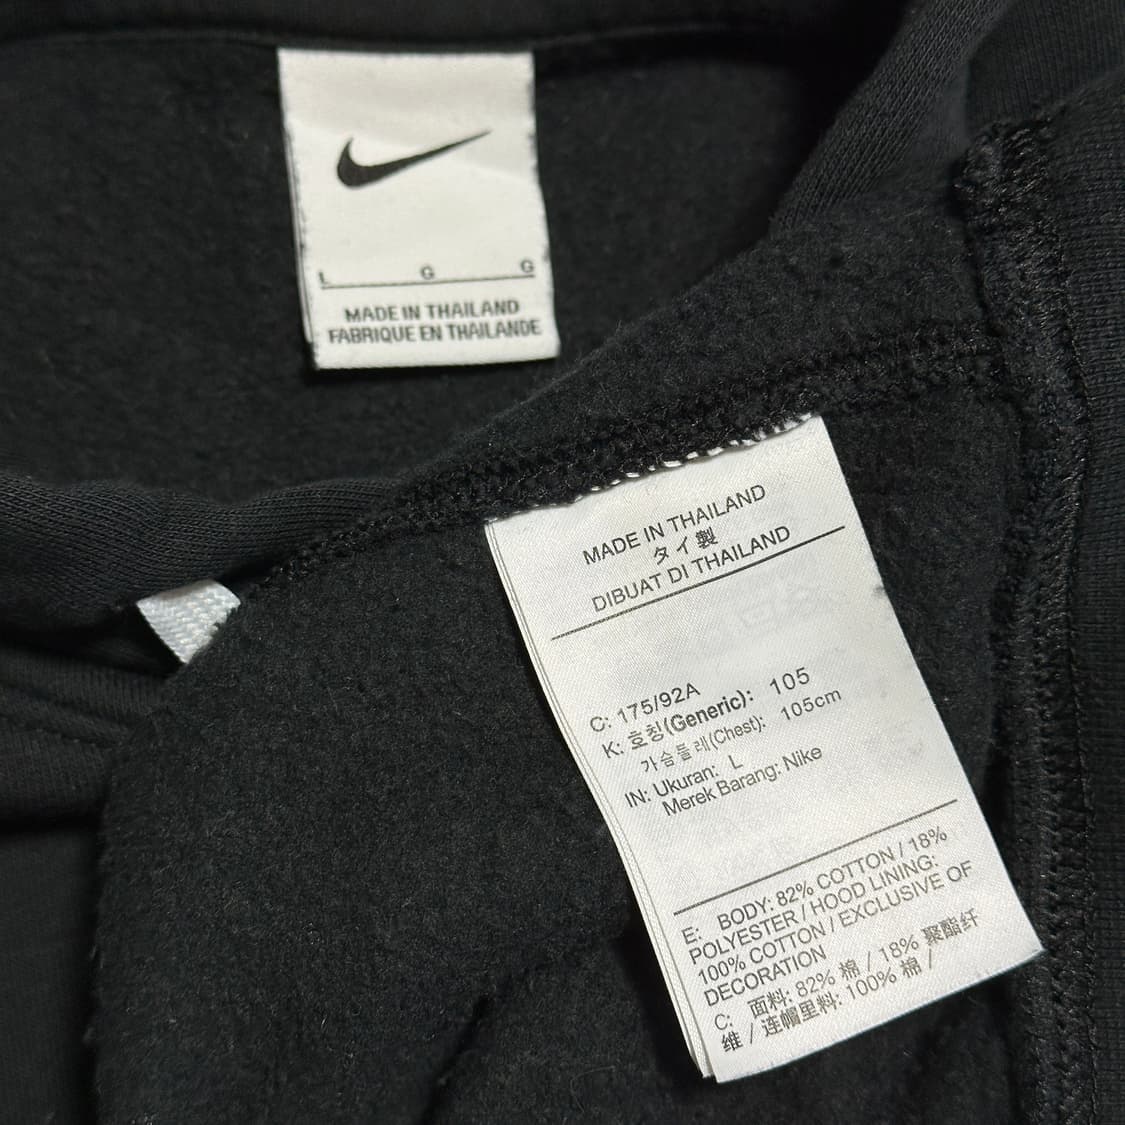 L G G
MADE IN THAILAND
FABRIQUE EN THAILANDE
MADE IN THAILAND
タイ製
DIBUAT DI THAILAND
C: 175/92A
K: 호칭(Generic): 105
가슴둘레(Chest): 105cm
IN: Ukuran: L
Merek Barang: Nike
E: BODY: 82% COTTON / 18%
POLYESTER / HOOD LINING:
100% COTTON / EXCLUSIVE OF
DECORATION
C: 面料: 82% 棉 / 18% 聚酯纤
维 / 连帽里料: 100% 棉 /